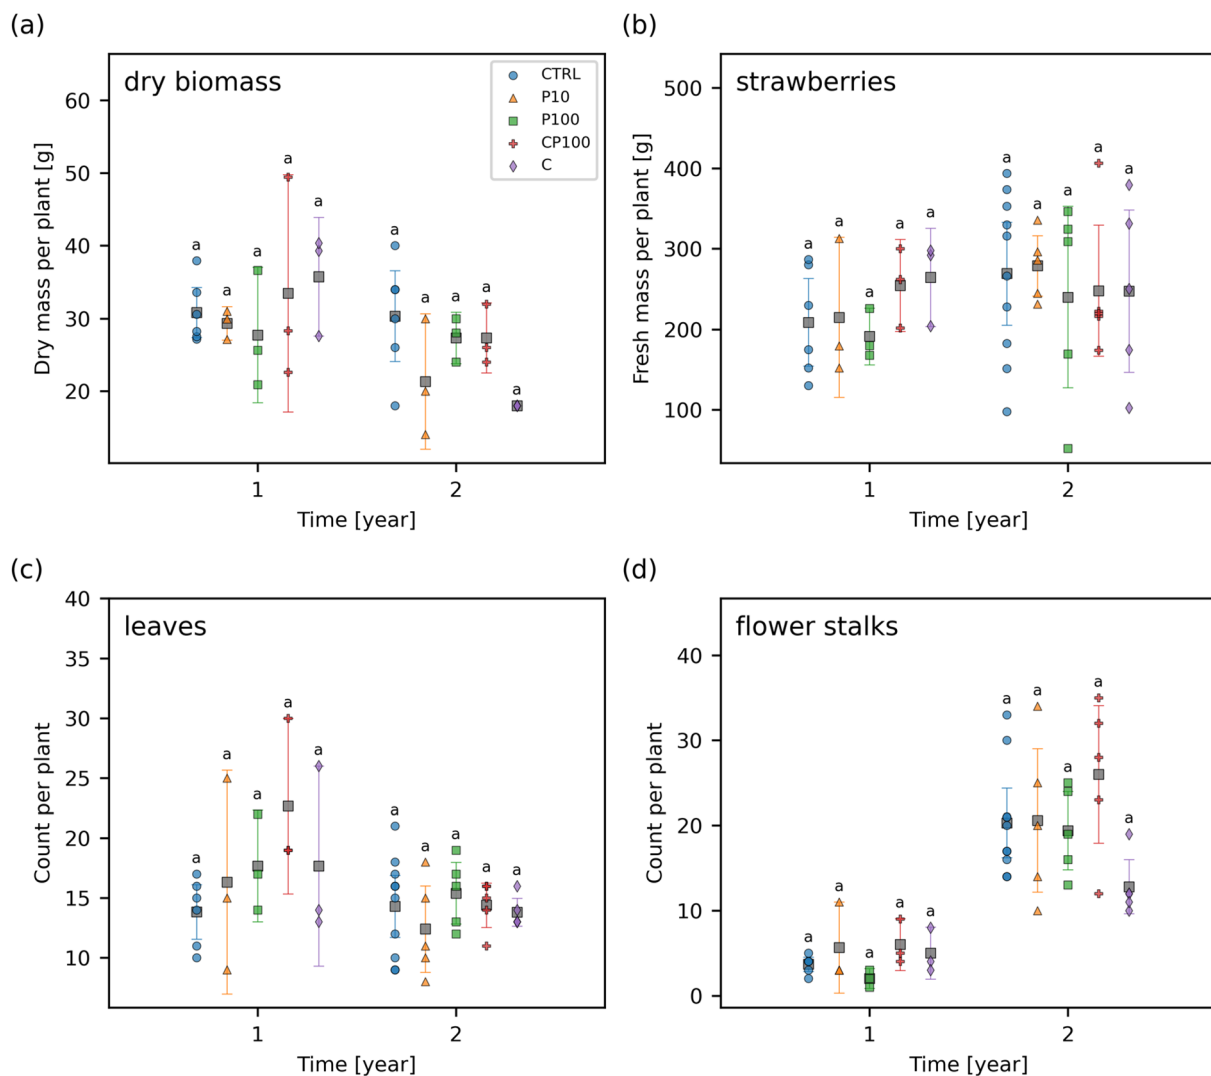 (a)
dry biomass
CTRL
P10
P100
CP100
C
60
50
40
30
20
Dry mass per plant [g]
a a a a a a a a a
1 2
Time [year]
(b)
strawberries
500
400
300
200
100
Fresh mass per plant [g]
a a a a a a a a a a
1 2
Time [year]
(c)
leaves
40
35
30
25
20
15
10
Count per plant
a a a a a a a a a a
1 2
Time [year]
(d)
flower stalks
40
30
20
10
0
Count per plant
a a a a a a a a a a
1 2
Time [year]